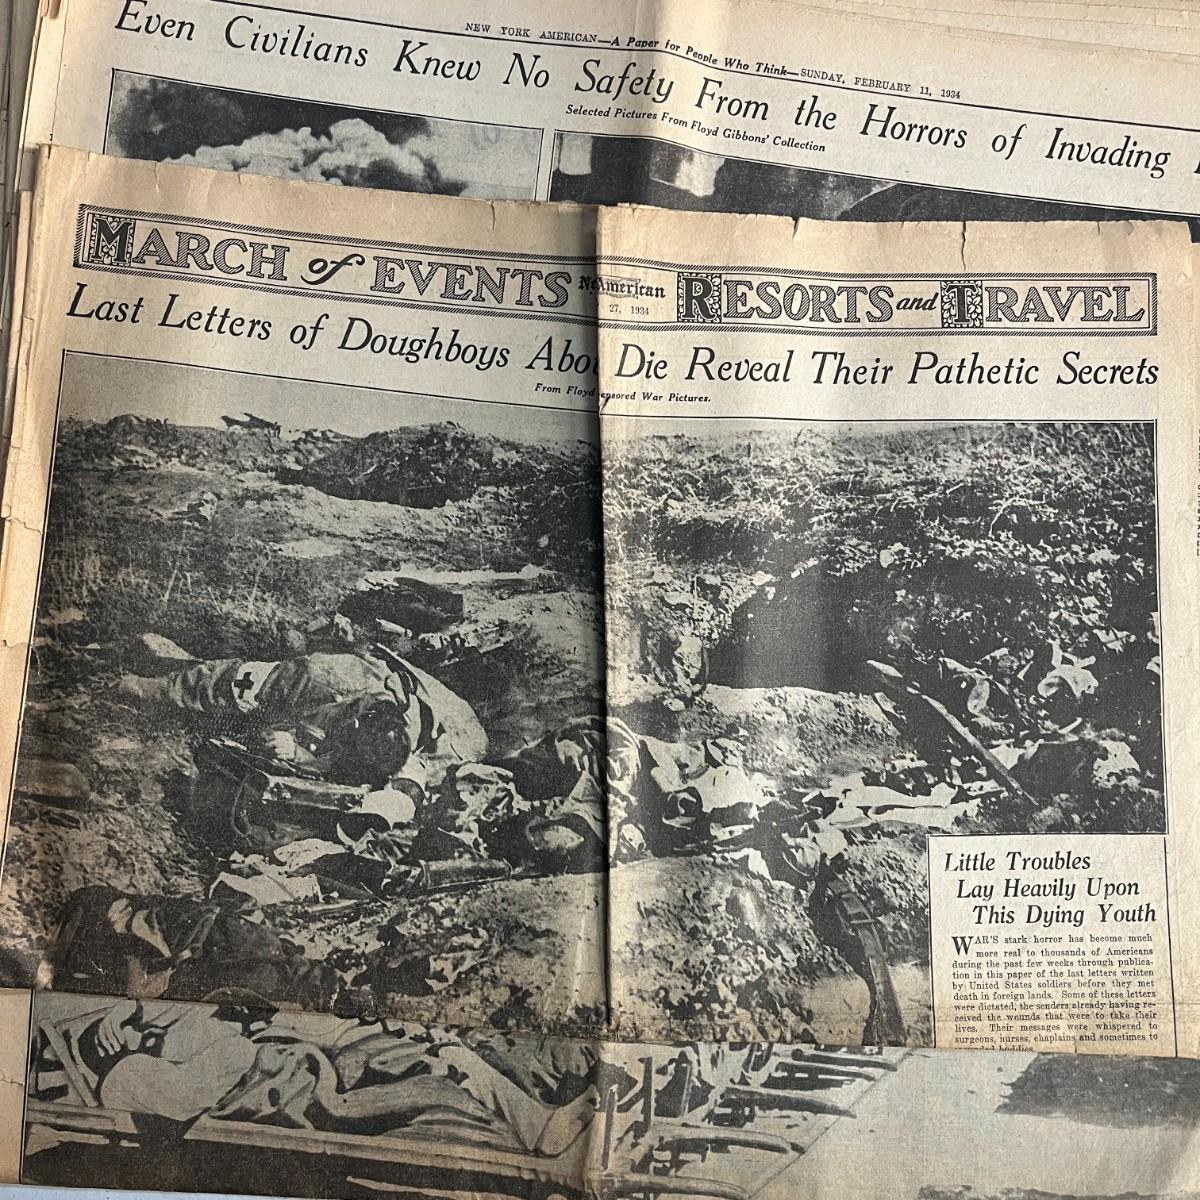 NEW YORK AMERICAN—A Paper for People Who Think—SUNDAY, FEBRUARY 11, 1934
Even Civilians Knew No Safety From the Horrors of Invading
Selected Pictures From Floyd Gibbons' Collection
MARCH of EVENTS
American
27, 1934
RESORTS and TRAVEL
Last Letters of Doughboys Abou Die Reveal Their Pathetic Secrets
From Floyd ensored War Pictures.
Little Troubles
Lay Heavily Upon
This Dying Youth
WAR'S stark horror has become much
more real to thousands of Americans
during the past few weeks through publica-
tion in this paper of the last letters written
by United States soldiers before they met
death in foreign lands. Some of these letters
were dictated; the senders already having re-
ceived the wounds that were to take their
lives. Their messages were whispered to
surgeons, nurses, chaplains and sometimes to
buddies